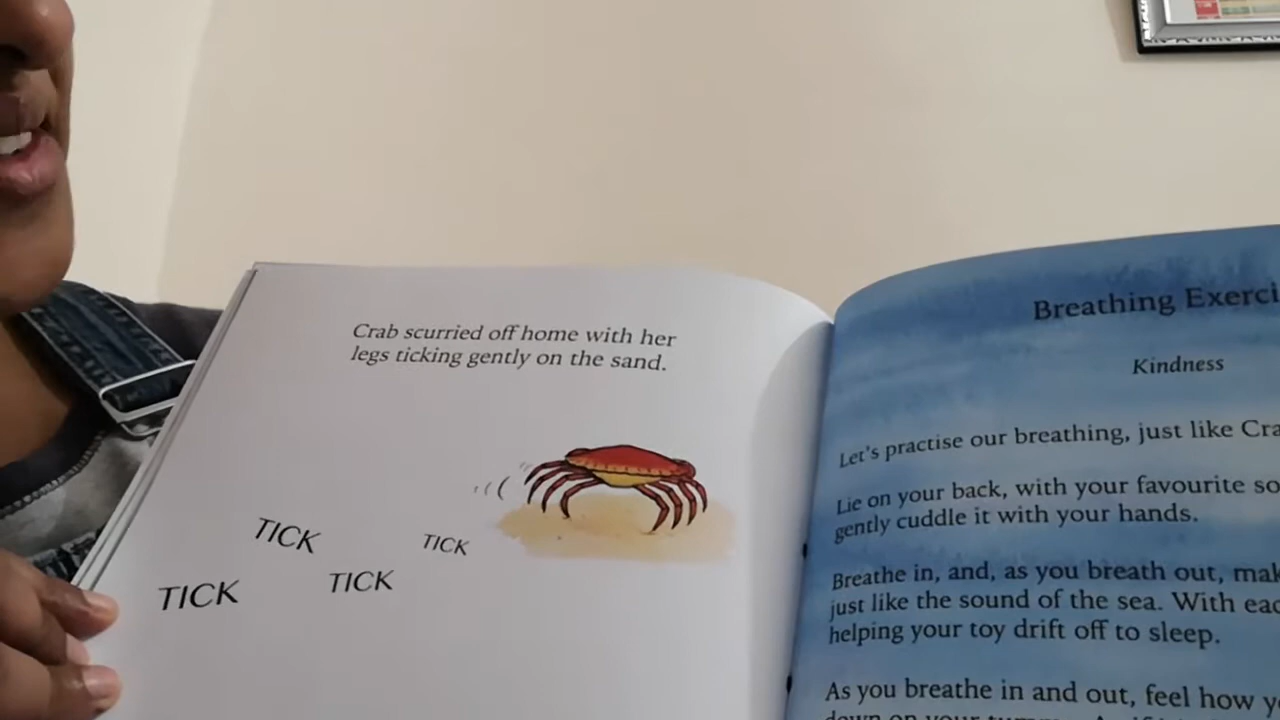 Crab scurried off home with her
legs ticking gently on the sand.
TICK
TICK
TICK
TICK
Breathing Exerci
Kindness
Let's practise our breathing, just like Cra
Lie on your back, with your favourite so
gently cuddle it with your hands.
Breathe in, and, as you breath out, mak
just like the sound of the sea. With eac
helping your toy drift off to sleep.
As you breathe in and out, feel how y
down on your